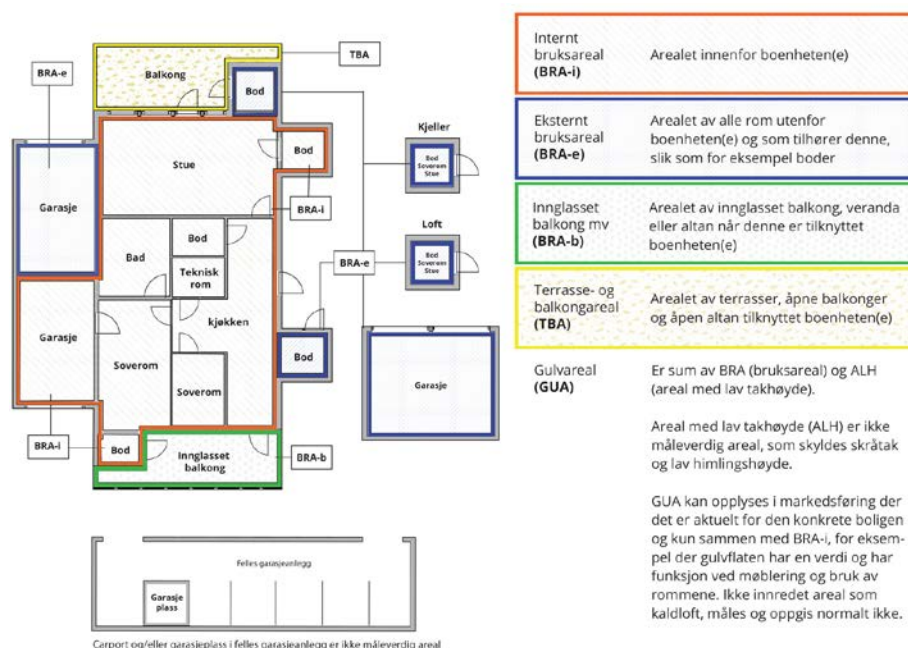 BRA-e
TBA
Balkong
Bod
Stue
Bod
Garasje
BRA-i
Bad
Bod
Teknisk
rom
kjøkken
Garasje
Soverom
Soverom
Bod
BRA-e
BRA-i
Bod
Innglasset
balkong
BRA-b
Kjeller
Bod
Soverom
Stue
Loft
Bod
Soverom
Stue
Garasje
Felles garasjeanlegg
Garasje
plass
Carport og/eller garasjeplass i felles garasjeanlegg er ikke måleverdig areal
Internt
bruksareal
(BRA-i)
Arealet innenfor boenheten(e)
Eksternt
bruksareal
(BRA-e)
Arealet av alle rom utenfor
boenheten(e) og som tilhører denne,
slik som for eksempel boder
Innglasset
balkong mv
(BRA-b)
Arealet av innglasset balkong, veranda
eller altan når denne er tilknyttet
boenheten(e)
Terrasse- og
balkongareal
(TBA)
Arealet av terrasser, åpne balkonger
og åpen altan tilknyttet boenheten(e)
Gulvareal
(GUA)
Er sum av BRA (bruksareal) og ALH
(areal med lav takhøyde).
Areal med lav takhøyde (ALH) er ikke
måleverdig areal, som skyldes skråtak
og lav himlingshøyde.
GUA kan opplyses i markedsføring der
det er aktuelt for den konkrete boligen
og kun sammen med BRA-i, for eksem-
pel der gulvflaten har en verdi og har
funksjon ved møblering og bruk av
rommene. Ikke innredet areal som
kaldloft, måles og oppgis normalt ikke.